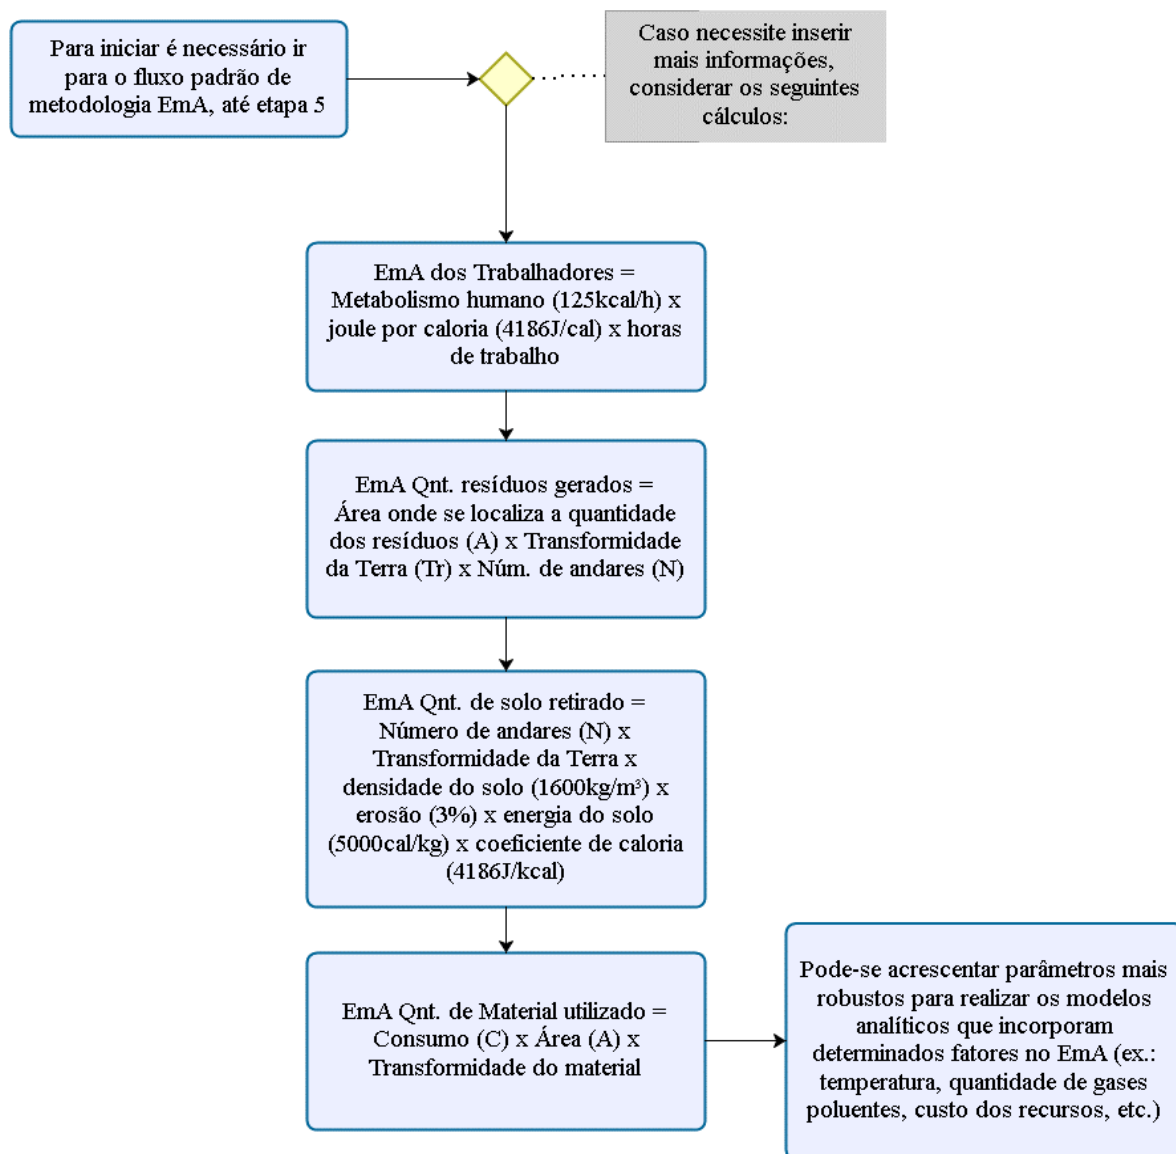 Para iniciar é necessário ir
para o fluxo padrão de
metodologia EmA, até etapa 5
Caso necessite inserir
mais informações,
considerar os seguintes
cálculos:
EmA dos Trabalhadores =
Metabolismo humano (125kcal/h) x
joule por caloria (4186J/cal) x horas
de trabalho
EmA Qnt. resíduos gerados =
Área onde se localiza a quantidade
dos resíduos (A) x Transformidade
da Terra (Tr) x Núm. de andares (N)
EmA Qnt. de solo retirado =
Número de andares (N) x
Transformidade da Terra x
densidade do solo (1600kg/m³) x
erosão (3%) x energia do solo
(5000cal/kg) x coeficiente de caloria
(4186J/kcal)
EmA Qnt. de Material utilizado =
Consumo (C) x Área (A) x
Transformidade do material
Pode-se acrescentar parâmetros mais
robustos para realizar os modelos
analíticos que incorporam
determinados fatores no EmA (ex.:
temperatura, quantidade de gases
poluentes, custo dos recursos, etc.)